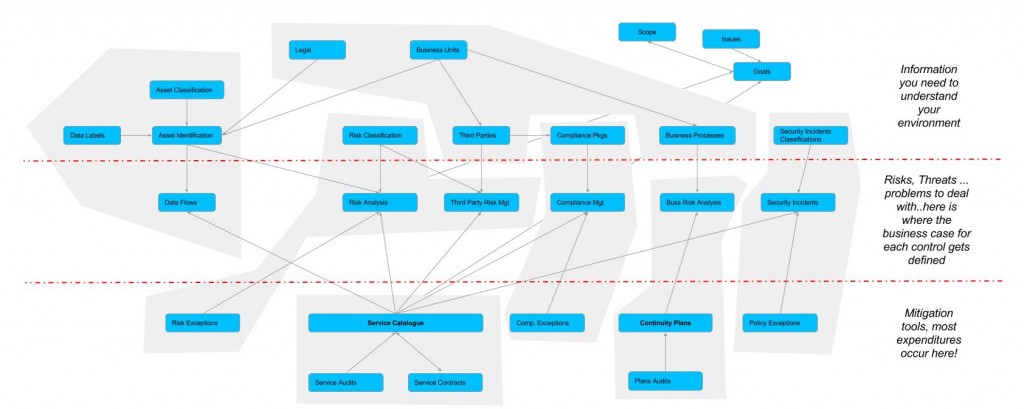 Scope
Issues
Legal
Business Units
Goals
Asset Classification
Data Labels
Asset Identification
Risk Classification
Third Parties
Compliance Pkgs
Business Processes
Security Incidents
Classifications
Information
you need to
understand
your
environment
Data Flows
Risk Analysis
Third Party Risk Mgt
Compliance Mgt
Buss Risk Analysis
Security Incidents
Risks, Threats ...
problems to deal
with..here is
where the
business case for
each control gets
defined
Risk Exceptions
Service Catalogue
Comp. Exceptions
Continuity Plans
Policy Exceptions
Service Audits
Service Contracts
Plans Audits
Mitigation
tools, most
expenditures
occur here!